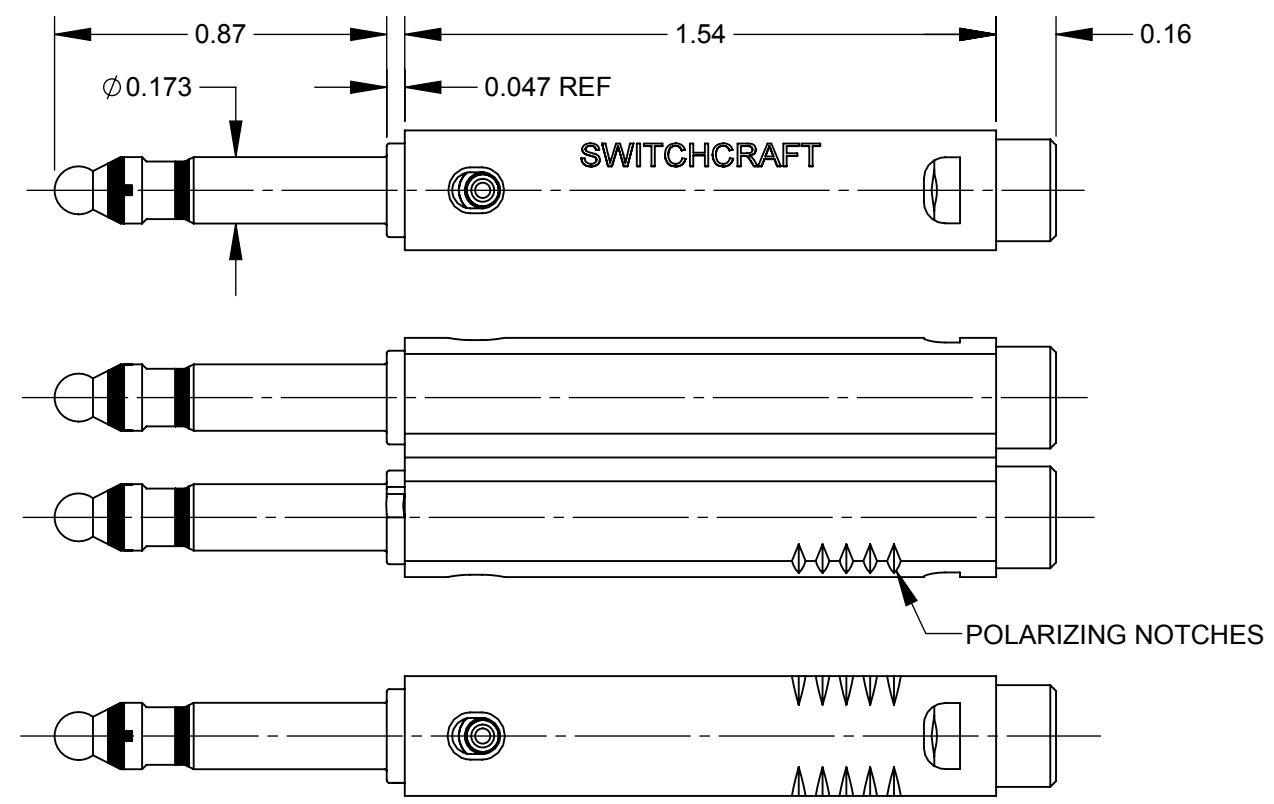 0.87
1.54
0.16
∅0.173
0.047 REF
SWITCHCRAFT
POLARIZING NOTCHES